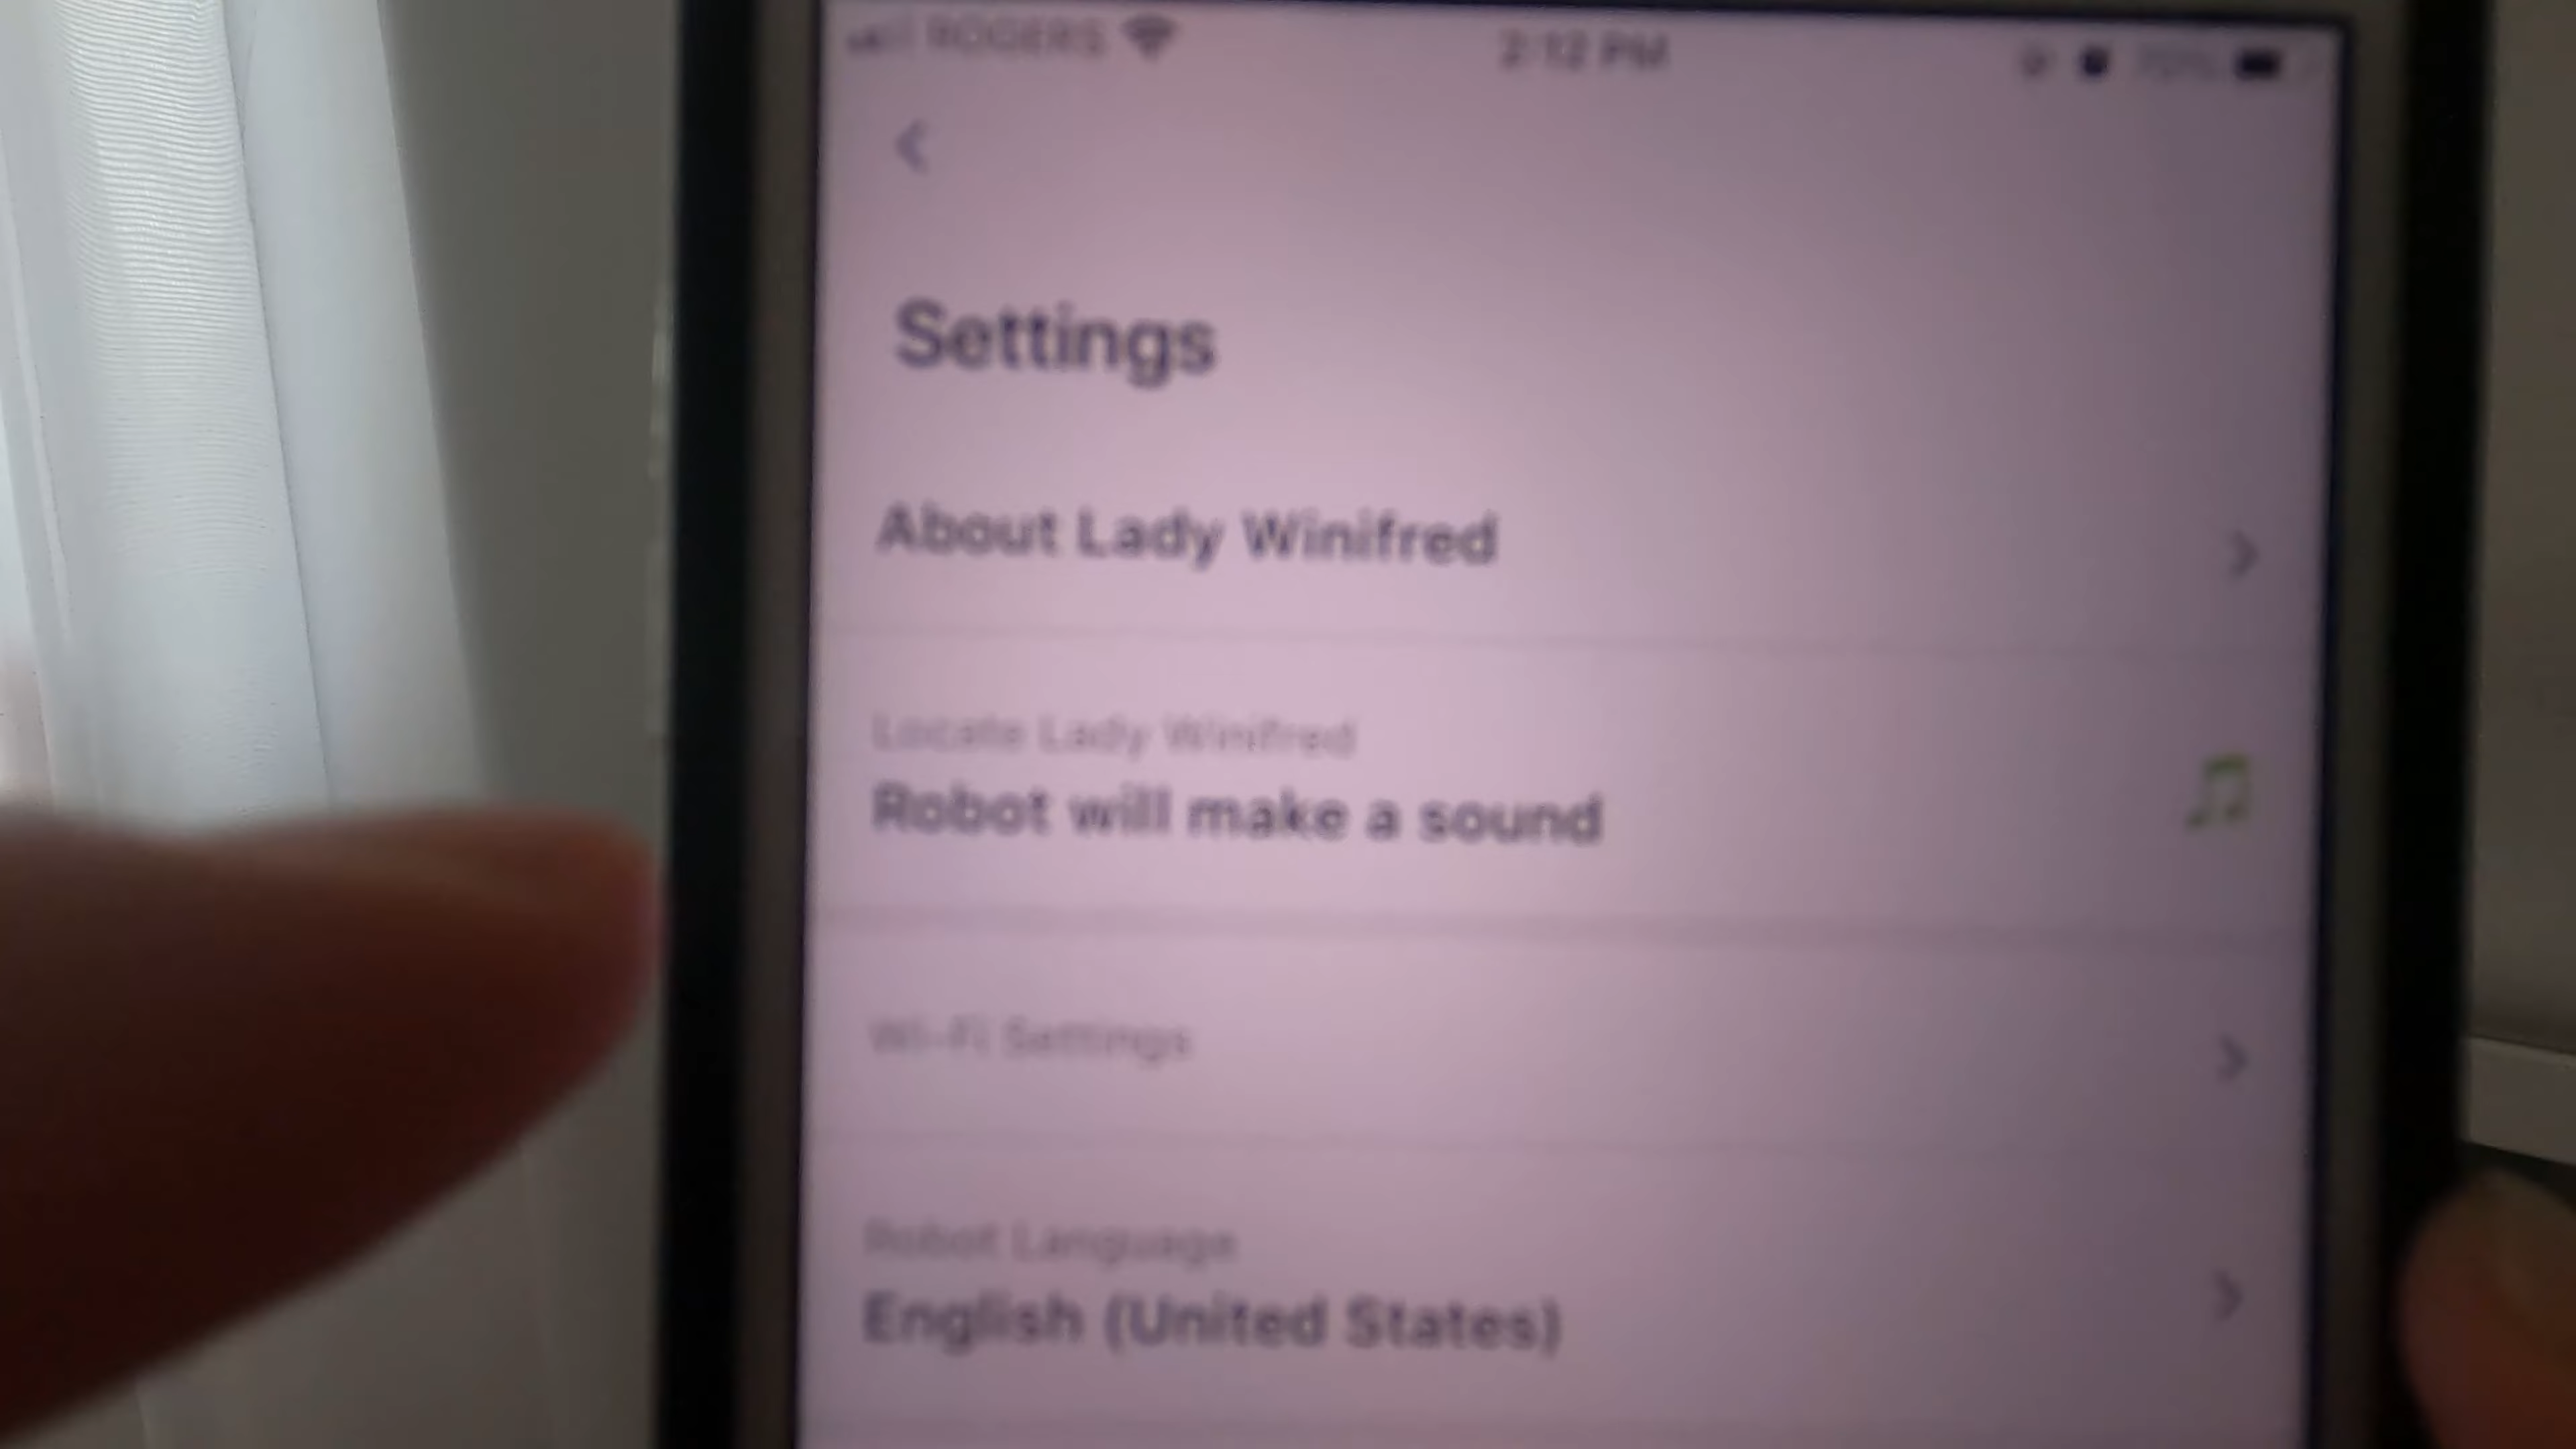 ROGERS 2:12 PM
Settings
About Lady Winifred
Locate Lady Winifred
Robot will make a sound
Wi-Fi Settings
Robot Language
English (United States)